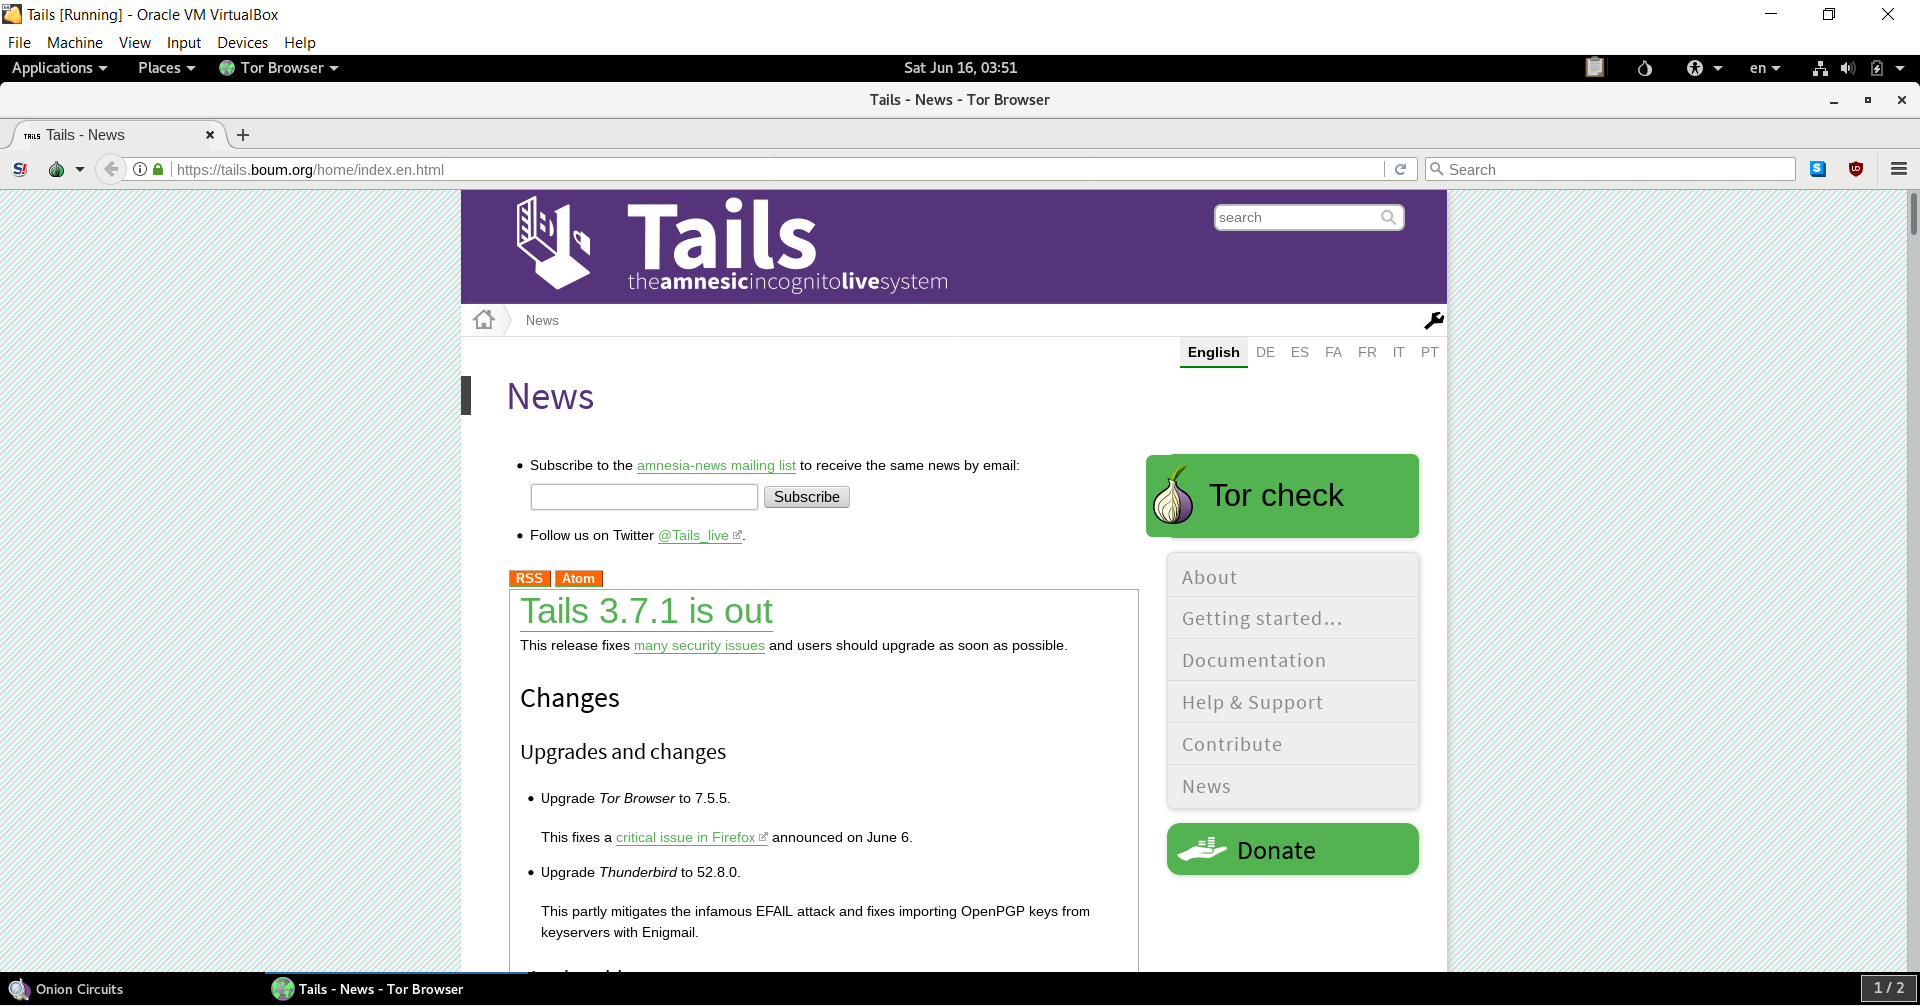 Tails [Running] - Oracle VM VirtualBox
File Machine View Input Devices Help
Applications Places Tor Browser Sat Jun 16, 03:51 en
Tails - News - Tor Browser
TAILS Tails - News
https://tails.boum.org/home/index.en.html Search
Tails search
theamnesicincognitolivesystem
News
English DE ES FA FR IT PT
News
Subscribe to the amnesia-news mailing list to receive the same news by email:
Subscribe
Follow us on Twitter @Tails_live.
RSS Atom
Tails 3.7.1 is out
This release fixes many security issues and users should upgrade as soon as possible.
Changes
Upgrades and changes
Upgrade Tor Browser to 7.5.5.
This fixes a critical issue in Firefox announced on June 6.
Upgrade Thunderbird to 52.8.0.
This partly mitigates the infamous EFAIL attack and fixes importing OpenPGP keys from
keyservers with Enigmail.
Tor check
About
Getting started...
Documentation
Help & Support
Contribute
News
Donate
Onion Circuits Tails - News - Tor Browser 1 / 2